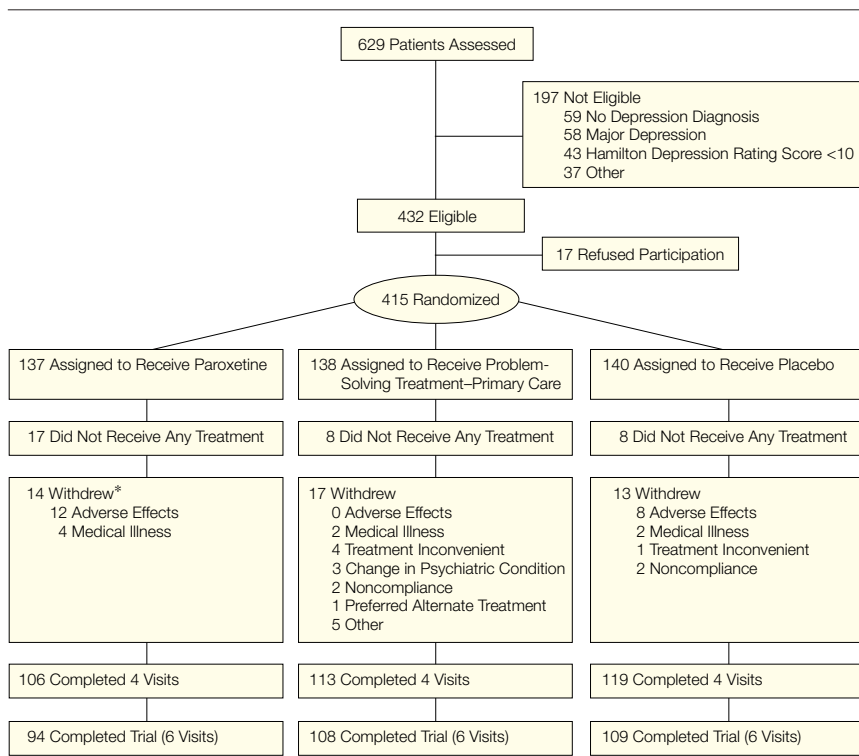 629 Patients Assessed
197 Not Eligible
59 No Depression Diagnosis
58 Major Depression
43 Hamilton Depression Rating Score <10
37 Other
432 Eligible
17 Refused Participation
415 Randomized
137 Assigned to Receive Paroxetine
138 Assigned to Receive Problem-
Solving Treatment–Primary Care
140 Assigned to Receive Placebo
17 Did Not Receive Any Treatment
8 Did Not Receive Any Treatment
8 Did Not Receive Any Treatment
14 Withdrew*
12 Adverse Effects
4 Medical Illness
17 Withdrew
0 Adverse Effects
2 Medical Illness
4 Treatment Inconvenient
3 Change in Psychiatric Condition
2 Noncompliance
1 Preferred Alternate Treatment
5 Other
13 Withdrew
8 Adverse Effects
2 Medical Illness
1 Treatment Inconvenient
2 Noncompliance
106 Completed 4 Visits
113 Completed 4 Visits
119 Completed 4 Visits
94 Completed Trial (6 Visits)
108 Completed Trial (6 Visits)
109 Completed Trial (6 Visits)